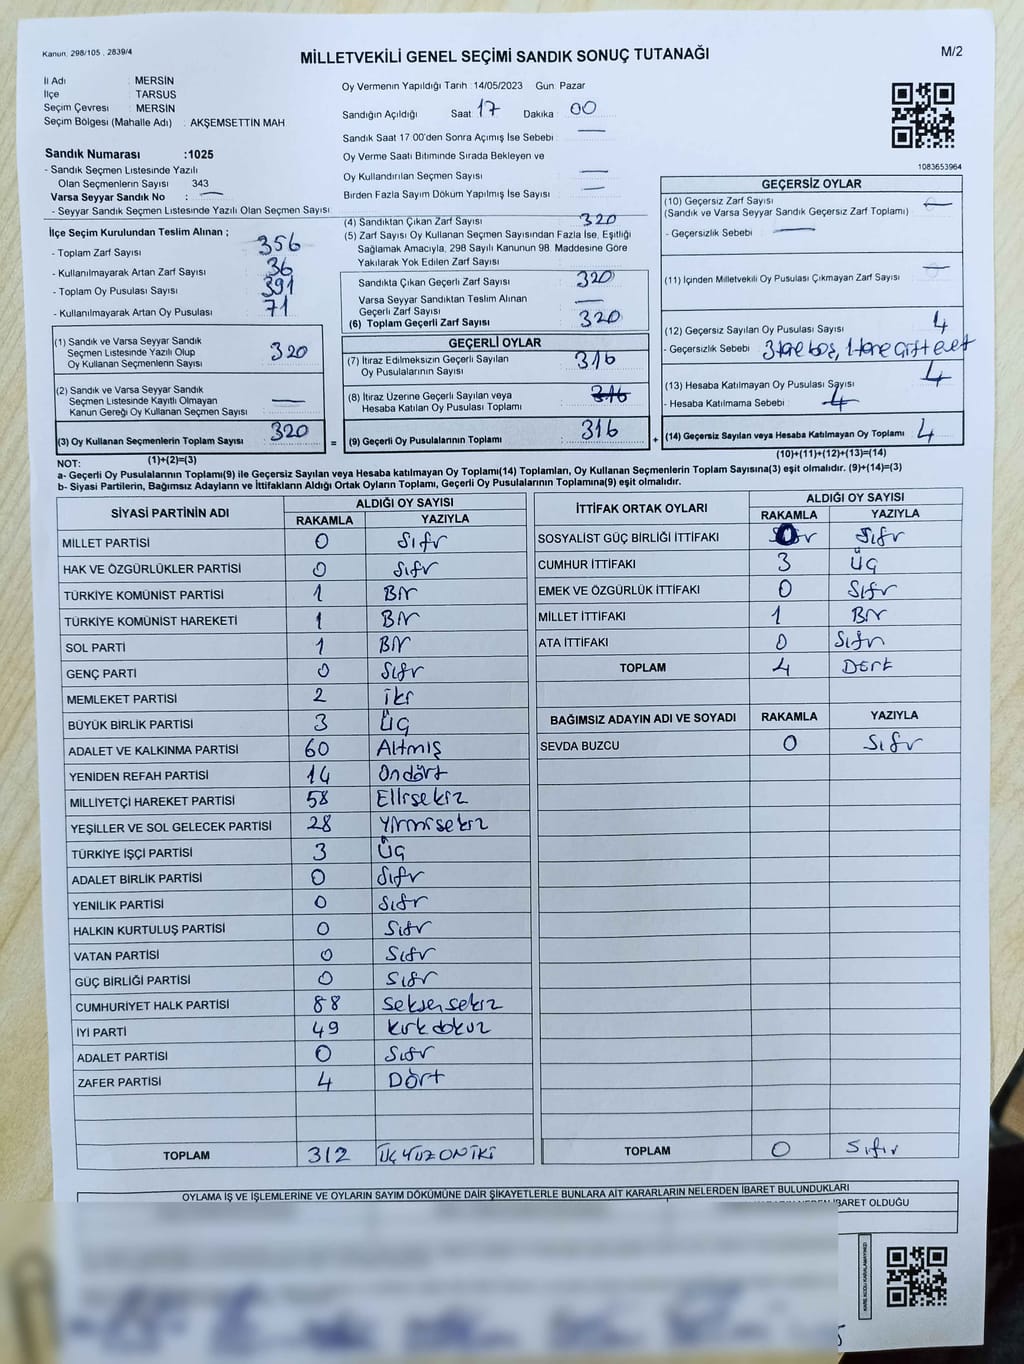 Kanun. 298/105 , 2839/4
MİLLETVEKİLİ GENEL SEÇİMİ SANDIK SONUÇ TUTANAĞI
M/2
İl Adı : MERSİN
İlçe : TARSUS
Seçim Çevresi : MERSİN
Seçim Bölgesi (Mahalle Adı) : AKŞEMSETTİN MAH
Sandık Numarası :1025
- Sandık Seçmen Listesinde Yazılı
Olan Seçmenlerin Sayısı 343
Varsa Seyyar Sandık No : —
- Seyyar Sandık Seçmen Listesinde Yazılı Olan Seçmen Sayısı
Oy Vermenin Yapıldığı Tarih :14/05/2023 Gün: Pazar
Sandığın Açıldığı Saat 17 Dakika 00
Sandık Saat 17 00'den Sonra Açımış İse Sebebi : —
Oy Verme Saati Bitiminde Sırada Bekleyen ve
Oy Kullandırılan Seçmen Sayısı —
Birden Fazla Sayım Döküm Yapılmış İse Sayısı —
1083653964
İlçe Seçim Kurulundan Teslim Alınan ;
- Toplam Zarf Sayısı 356
- Kullanılmayarak Artan Zarf Sayısı 36
- Toplam Oy Pusulası Sayısı 391
- Kullanılmayarak Artan Oy Pusulası 71
(1) Sandık ve Varsa Seyyar Sandık
Seçmen Listesinde Yazılı Olup
Oy Kullanan Seçmenlerin Sayısı 320
(2) Sandık ve Varsa Seyyar Sandık
Seçmen Listesinde Kayıtlı Olmayan
Kanun Gereği Oy Kullanan Seçmen Sayısı —
(3) Oy Kullanan Seçmenlerin Toplam Sayısı 320
(1)+(2)=(3)
(4) Sandıktan Çıkan Zarf Sayısı 320
(5) Zarf Sayısı Oy Kullanan Seçmen Sayısından Fazla İse, Eşitliği
Sağlamak Amacıyla, 298 Sayılı Kanunun 98. Maddesine Göre
Yakılarak Yok Edilen Zarf Sayısı
Sandıkta Çıkan Geçerli Zarf Sayısı 320
Varsa Seyyar Sandıktan Teslim Alınan
Geçerli Zarf Sayısı —
(6) Toplam Geçerli Zarf Sayısı 320
GEÇERLİ OYLAR
(7) İtiraz Edilmeksizin Geçerli Sayılan
Oy Pusulalarının Sayısı 316
(8) İtiraz Üzerine Geçerli Sayılan veya
Hesaba Katılan Oy Pusulası Toplamı 316
= (9) Geçerli Oy Pusulalarının Toplamı 316 +
GEÇERSİZ OYLAR
(10) Geçersiz Zarf Sayısı
(Sandık ve Varsa Seyyar Sandık Geçersiz Zarf Toplamı) —
- Geçersizlik Sebebi : —
(11) İçinden Milletvekili Oy Pusulası Çıkmayan Zarf Sayısı —
(12) Geçersiz Sayılan Oy Pusulası Sayısı 4
- Geçersizlik Sebebi : 3 tane boş, 1 tane çift evet
(13) Hesaba Katılmayan Oy Pusulası Sayısı 4
- Hesaba Katılmama Sebebi : 4
(14) Geçersiz Sayılan veya Hesaba Katılmayan Oy Toplamı 4
(10)+(11)+(12)+(13)=(14)
NOT:
a- Geçerli Oy Pusulasının Toplamı(9) ile Geçersiz Sayılan veya Hesaba katılmayan Oy Toplamı(14) Toplamları, Oy Kullanan Seçmenlerin Toplam Sayısına(3) eşit olmalıdır. (9)+(14)=(3)
b- Siyasi Partilerin, Bağımsız Adayların ve İttifakların Aldığı Ortak Oyların Toplamı, Geçerli Oy Pusulalarının Toplamına(9) eşit olmalıdır.
SİYASİ PARTİNİN ADI ALDIĞI OY SAYISI
RAKAMLA YAZIYLA
MİLLET PARTİSİ 0 Sıfır
HAK VE ÖZGÜRLÜKLER PARTİSİ 0 Sıfır
TÜRKİYE KOMÜNİST PARTİSİ 1 Bir
TÜRKİYE KOMÜNİST HAREKETİ 1 Bir
SOL PARTİ 1 Bir
GENÇ PARTİ 0 Sıfır
MEMLEKET PARTİSİ 2 iki
BÜYÜK BİRLİK PARTİSİ 3 Üç
ADALET VE KALKINMA PARTİSİ 60 Altmış
YENİDEN REFAH PARTİSİ 14 Ondört
MİLLİYETÇİ HAREKET PARTİSİ 58 Ellisekiz
YEŞİLLER VE SOL GELECEK PARTİSİ 28 Yirmisekiz
TÜRKİYE İŞÇİ PARTİSİ 3 Üç
ADALET BİRLİK PARTİSİ 0 Sıfır
YENİLİK PARTİSİ 0 Sıfır
HALKIN KURTULUŞ PARTİSİ 0 Sıfır
VATAN PARTİSİ 0 Sıfır
GÜÇ BİRLİĞİ PARTİSİ 0 Sıfır
CUMHURİYET HALK PARTİSİ 88 Seksensekiz
İYİ PARTİ 49 Kırkdokuz
ADALET PARTİSİ 0 Sıfır
ZAFER PARTİSİ 4 Dört
TOPLAM 312 ÜÇYÜZONİKİ
İTTİFAK ORTAK OYLARI ALDIĞI OY SAYISI
RAKAMLA YAZIYLA
SOSYALİST GÜÇ BİRLİĞİ İTTİFAKI 0 Sıfır
CUMHUR İTTİFAKI 3 Üç
EMEK VE ÖZGÜRLÜK İTTİFAKI 0 Sıfır
MİLLET İTTİFAKI 1 Bir
ATA İTTİFAKI 0 Sıfır
TOPLAM 4 Dört
BAĞIMSIZ ADAYIN ADI VE SOYADI RAKAMLA YAZIYLA
SEVDA BUZCU 0 Sıfır
TOPLAM 0 Sıfır
OYLAMA İŞ VE İŞLEMLERİNE VE OYLARIN SAYIM DÖKÜMÜNE DAİR ŞİKAYETLERLE BUNLARA AİT KARARLARIN NELERDEN İBARET BULUNDUKLARI
İBARET OLDUĞU
KARE KODU KARALAMAYINIZ!